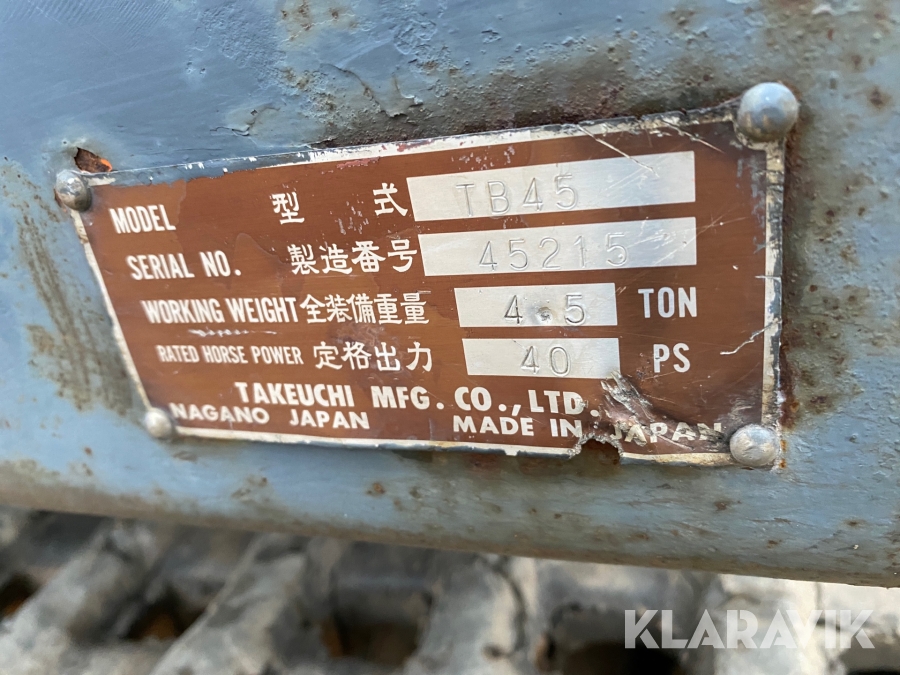 MODEL 型 式 TB45
SERIAL NO. 製造番号 45215
WORKING WEIGHT 全装備重量 4.5 TON
RATED HORSE POWER 定格出力 40 PS
TAKEUCHI MFG. CO., LTD.
NAGANO JAPAN MADE IN JAPAN
KLARAVIK